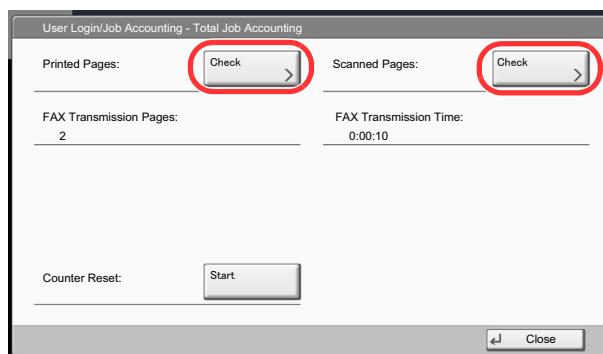 User Login/Job Accounting - Total Job Accounting
Printed Pages: Check Scanned Pages: Check
FAX Transmission Pages: FAX Transmission Time:
2 0:00:10
Counter Reset: Start
Close